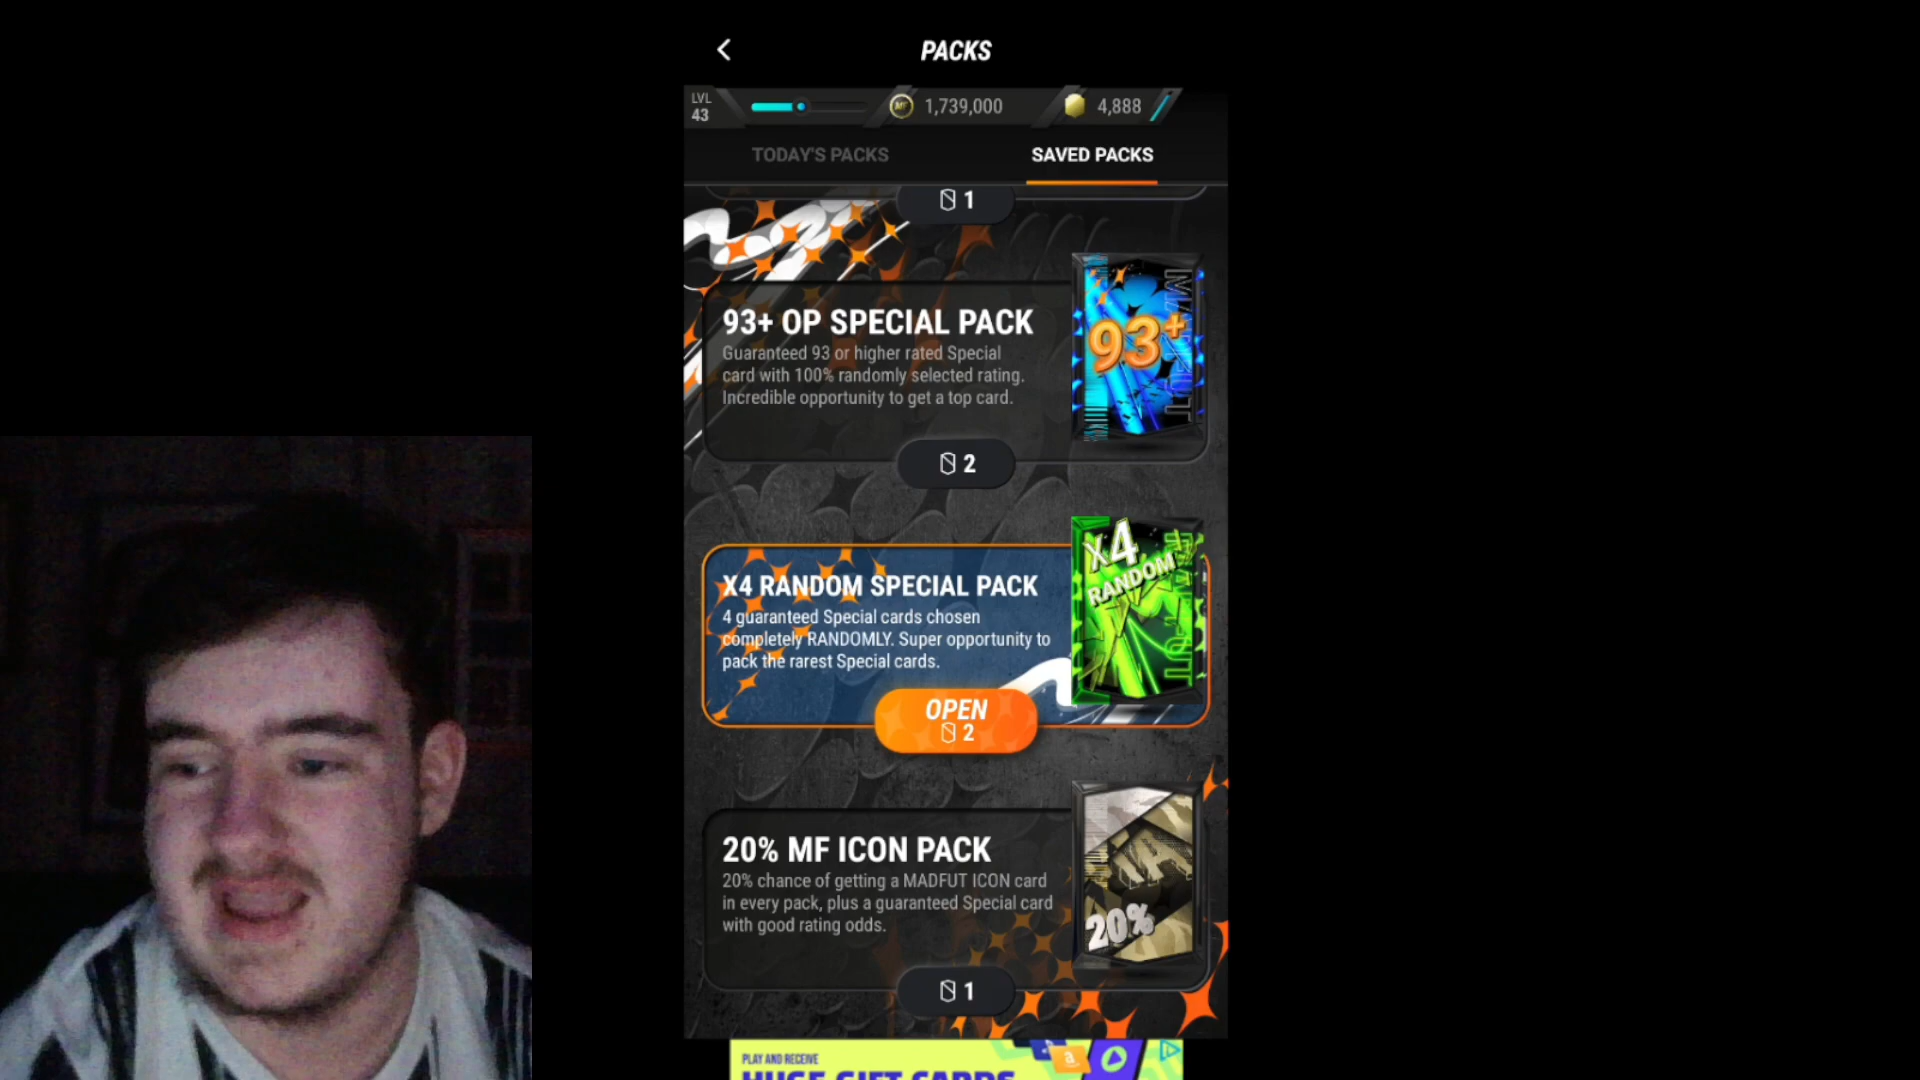 PACKS
LVL
43
1,739,000
4,888
TODAY'S PACKS
SAVED PACKS
1
93+ OP SPECIAL PACK
Guaranteed 93 or higher rated Special
card with 100% randomly selected rating.
Incredible opportunity to get a top card.
93+
2
X4 RANDOM SPECIAL PACK
4 guaranteed Special cards chosen
completely RANDOMLY. Super opportunity to
pack the rarest Special cards.
X4
RANDOM
OPEN
2
20% MF ICON PACK
20% chance of getting a MADFUT ICON card
in every pack, plus a guaranteed Special card
with good rating odds.
20%
1
PLAY AND RECEIVE
HUGE GIFT CARDS